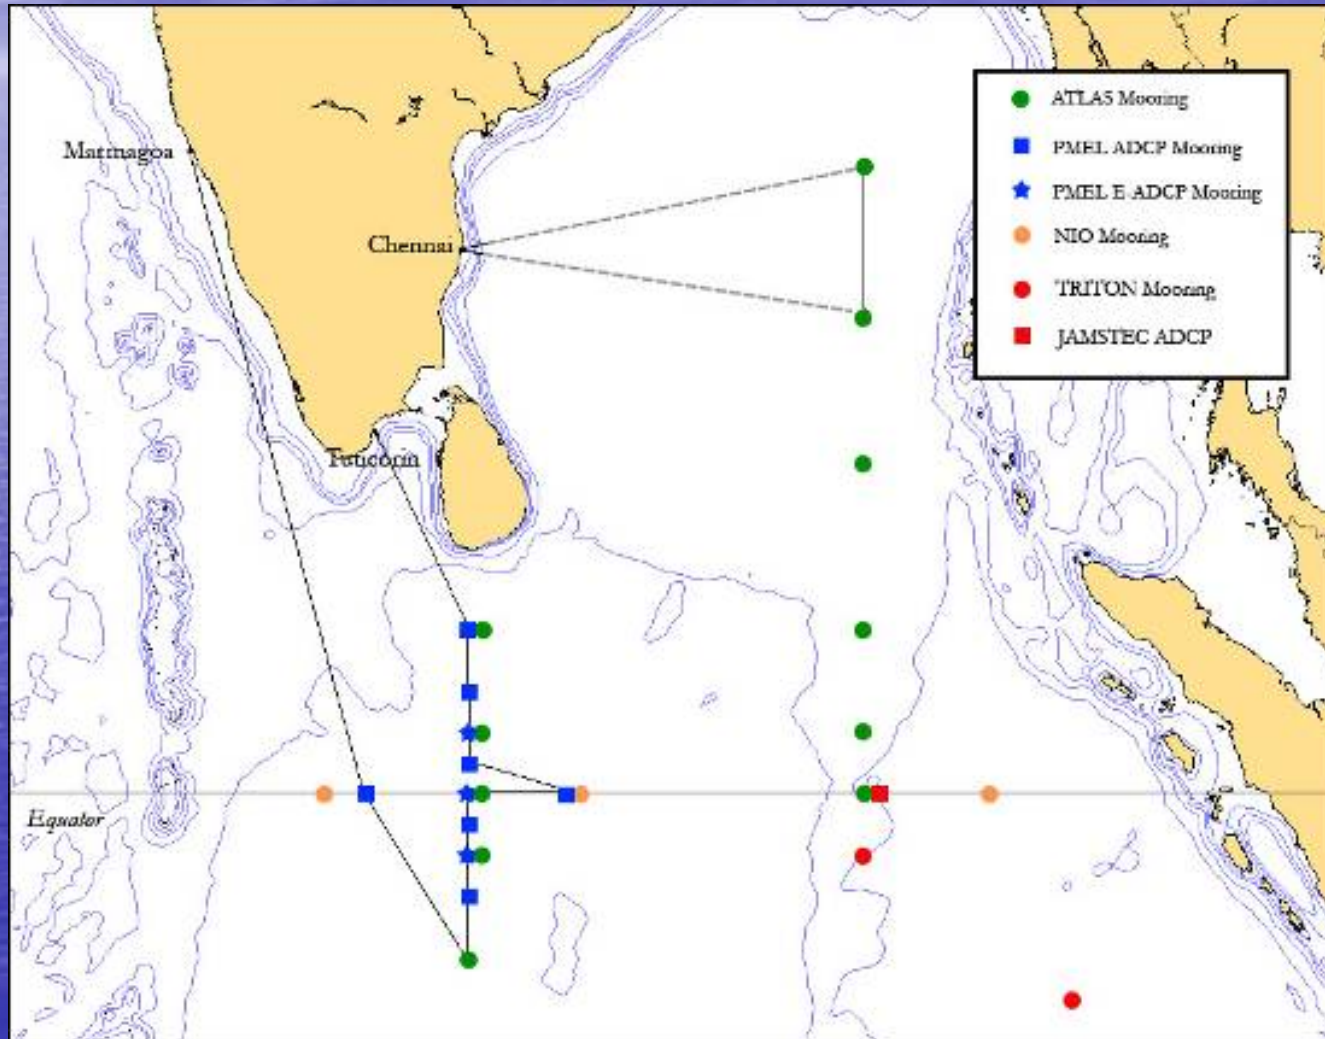 Marmagoa
Chennai
Tuticorin
Equator
ATLAS Mooring
PMEL ADCP Mooring
PMEL E-ADCP Mooring
NIO Mooring
TRITON Mooring
JAMSTEC ADCP